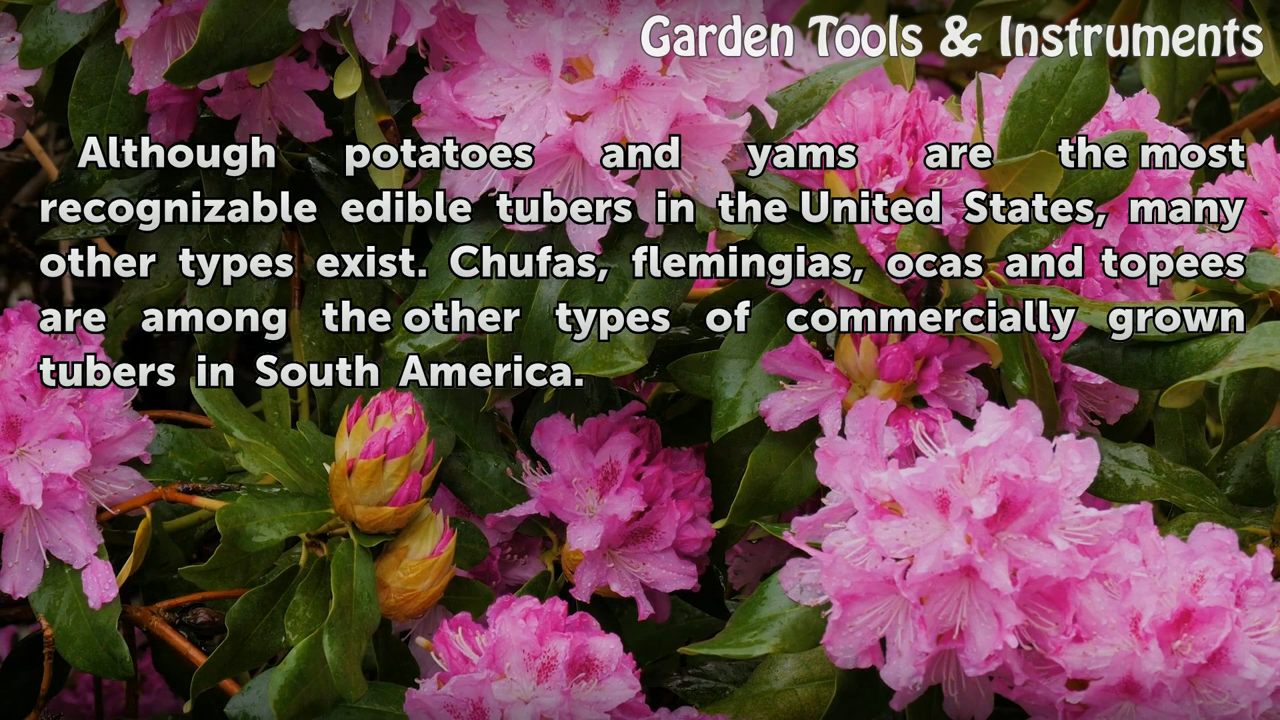 Garden Tools & Instruments
Although potatoes and yams are the most
recognizable edible tubers in the United States, many
other types exist. Chufas, flemingias, ocas and topees
are among the other types of commercially grown
tubers in South America.